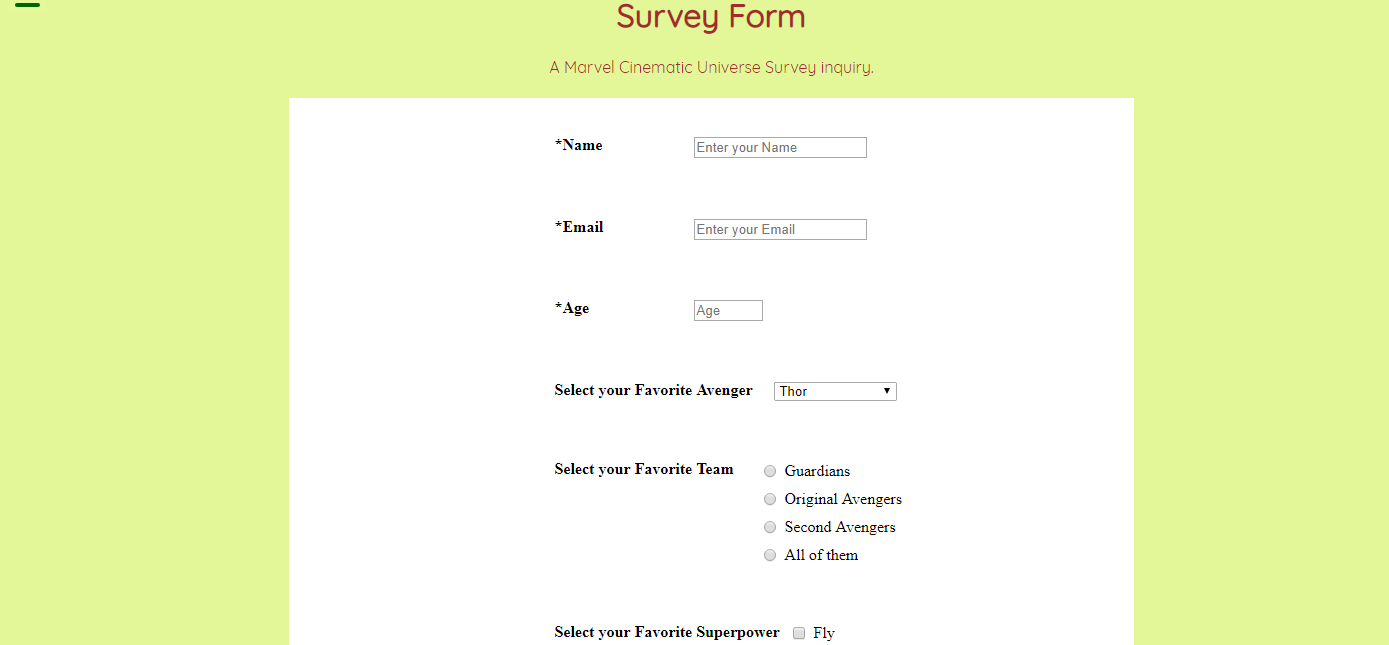 Survey Form
A Marvel Cinematic Universe Survey inquiry.
*Name Enter your Name
*Email Enter your Email
*Age Age
Select your Favorite Avenger Thor
Select your Favorite Team Guardians
Original Avengers
Second Avengers
All of them
Select your Favorite Superpower Fly